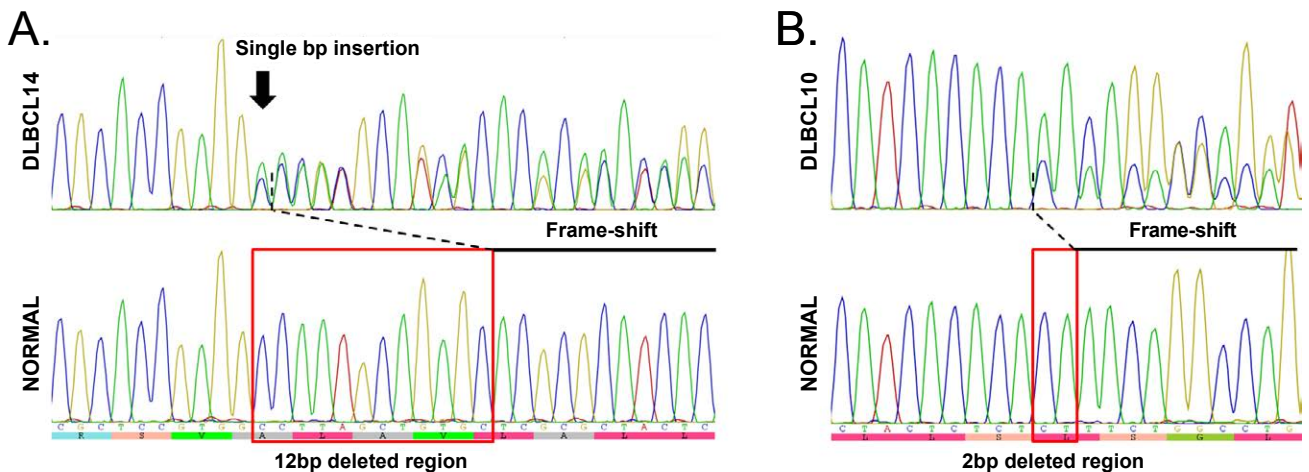 A.
B.
DLBCL14
Single bp insertion
DLBCL10
Frame-shift
Frame-shift
NORMAL
NORMAL
C G C T C C G T G G C C T T A G C T G T G C T C G C G C T A C T C
R S V A L A V L A L L
C T A C T C T C T C T T T C T G G C C T G
L L S L S G L
12bp deleted region
2bp deleted region